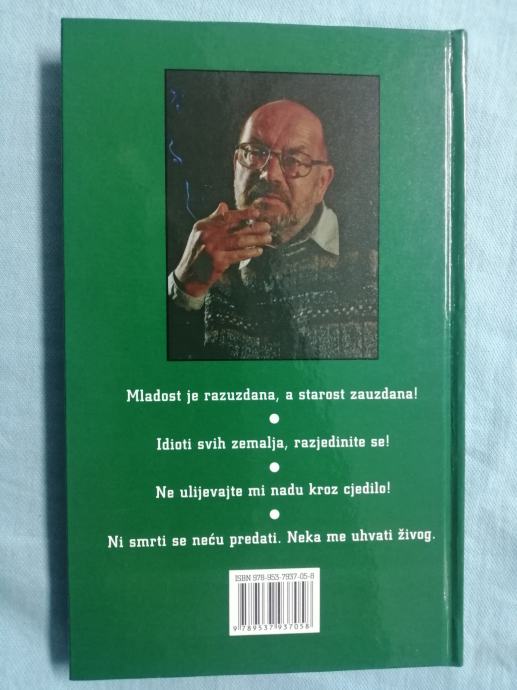 Mladost je razuzdana, a starost zauzdana!
Idioti svih zemalja, razjedinite se!
Ne ulijevajte mi nadu kroz cjedilo!
Ni smrti se neću predati. Neka me uhvati živog.
ISBN 978-953-7937-05-8
9 789537 937058